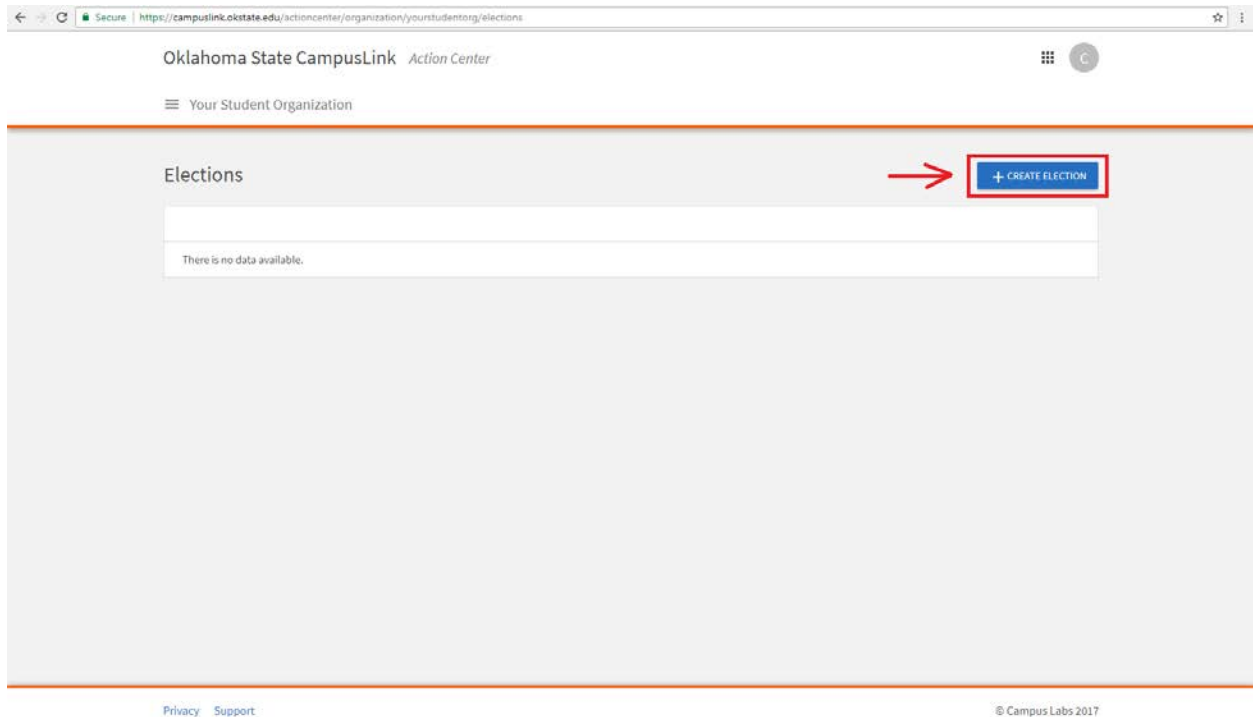 Secure | https://campuslink.okstate.edu/actioncenter/organization/yourstudentorg/elections
Oklahoma State CampusLink Action Center
C
Your Student Organization
Elections
+ CREATE ELECTION
There is no data available.
Privacy Support
© Campus Labs 2017